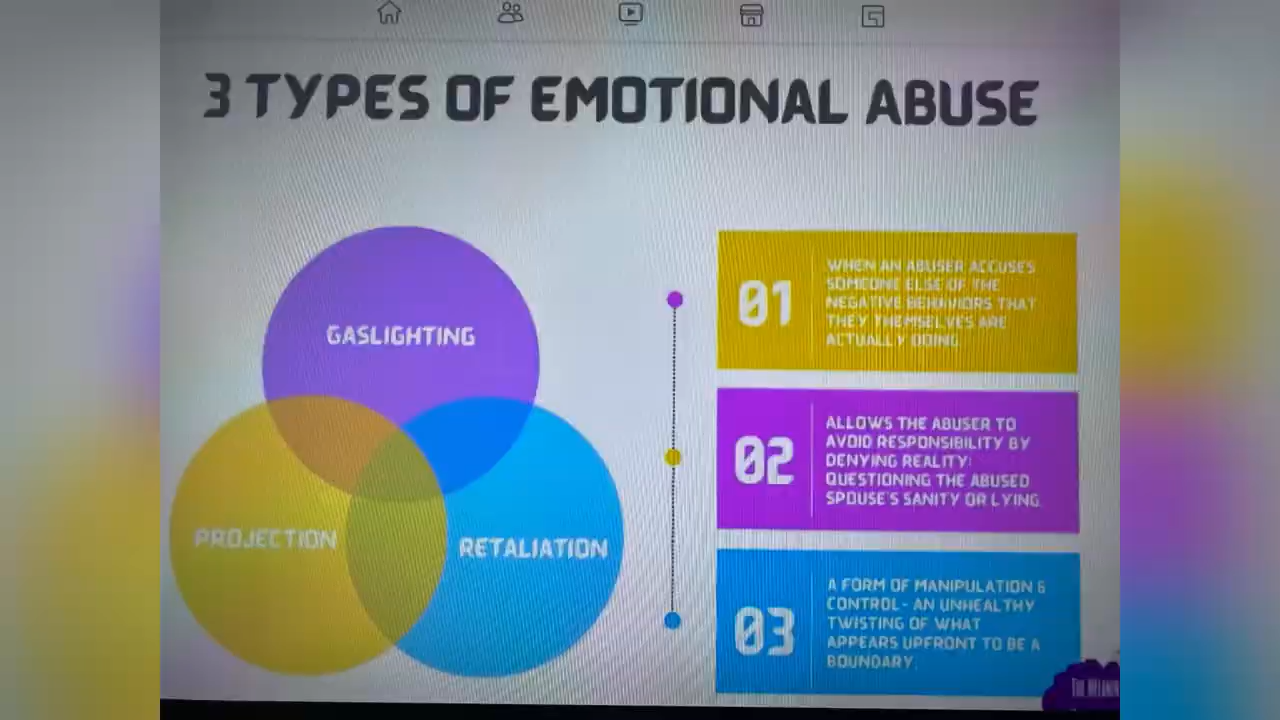 3 TYPES OF EMOTIONAL ABUSE
GASLIGHTING
PROJECTION
RETALIATION
01
WHEN AN ABUSER ACCUSES
SOMEONE ELSE OF THE
NEGATIVE BEHAVIORS THAT
THEY THEMSELVES ARE
ACTUALLY DOING.
02
ALLOWS THE ABUSER TO
AVOID RESPONSIBILITY BY
DENYING REALITY;
QUESTIONING THE ABUSED
SPOUSE'S SANITY OR LYING.
03
A FORM OF MANIPULATION &
CONTROL- AN UNHEALTHY
TWISTING OF WHAT
APPEARS UPFRONT TO BE A
BOUNDARY.
THE